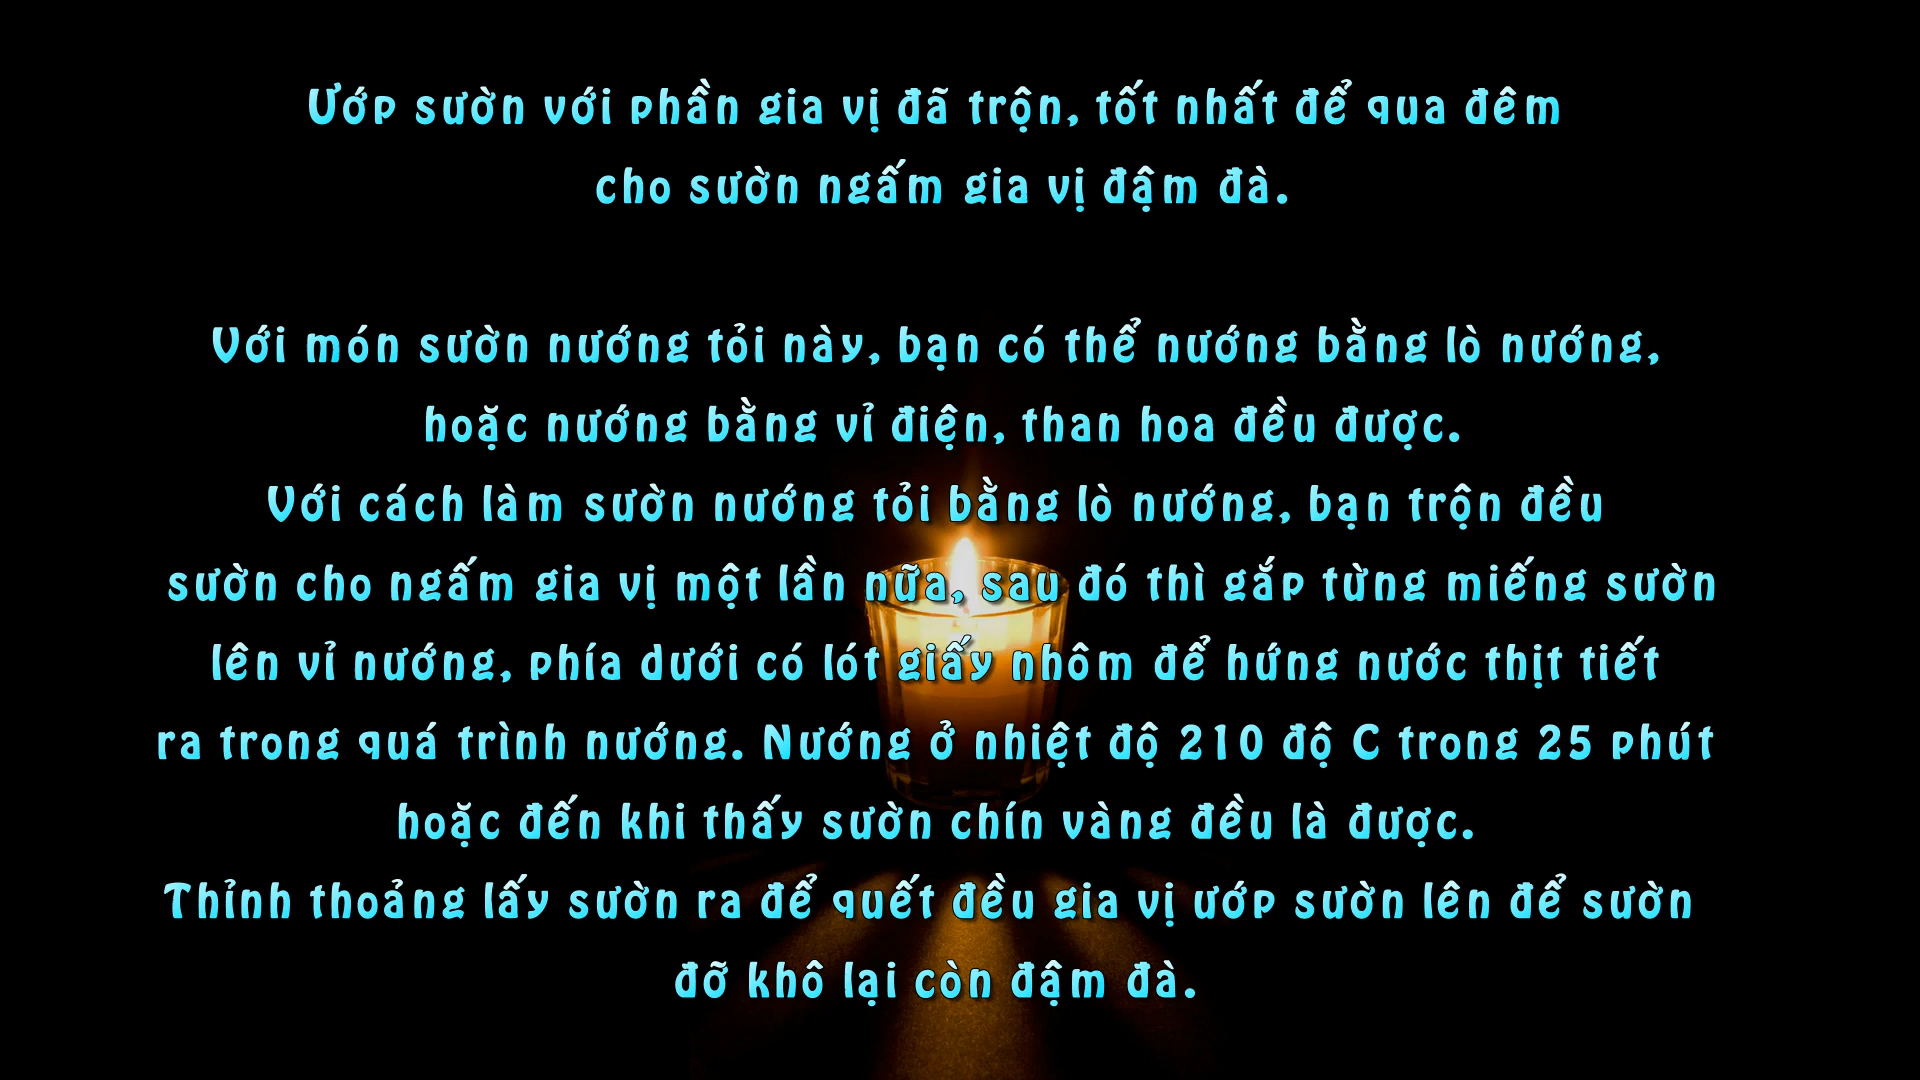 Ướp sườn với phần gia vị đã trộn, tốt nhất để qua đêm
cho sườn ngấm gia vị đậm đà.
Với món sườn nướng tỏi này, bạn có thể nướng bằng lò nướng,
hoặc nướng bằng vỉ điện, than hoa đều được.
Với cách làm sườn nướng tỏi bằng lò nướng, bạn trộn đều
sườn cho ngấm gia vị một lần nữa, sau đó thì gắp từng miếng sườn
lên vỉ nướng, phía dưới có lót giấy nhôm để hứng nước thịt tiết
ra trong quá trình nướng. Nướng ở nhiệt độ 210 độ C trong 25 phút
hoặc đến khi thấy sườn chín vàng đều là được.
Thỉnh thoảng lấy sườn ra để quết đều gia vị ướp sườn lên để sườn
đỡ khô lại còn đậm đà.